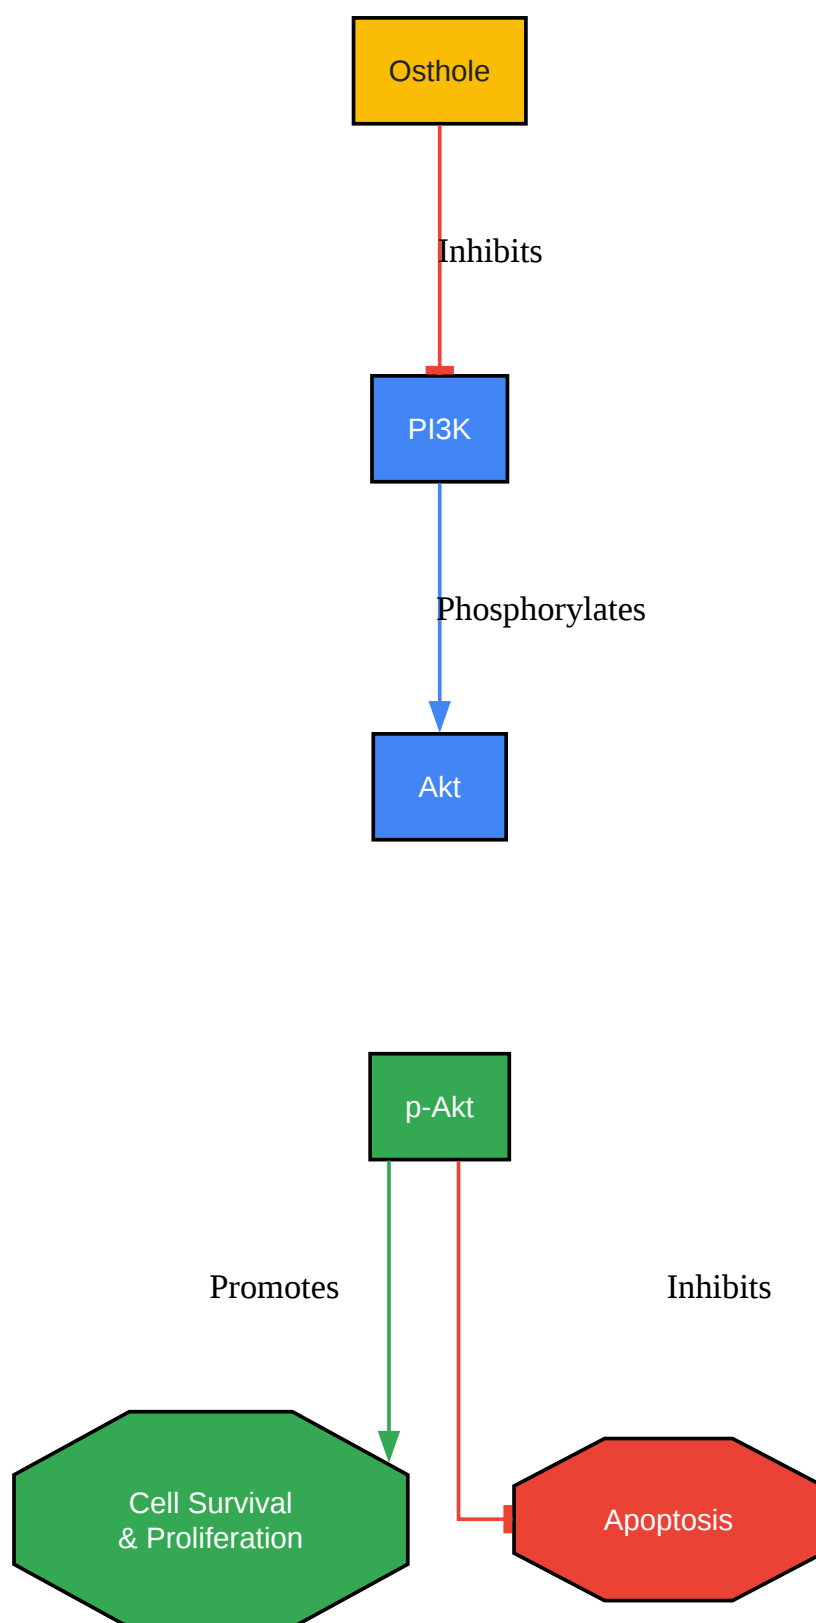 Osthole
Inhibits
PI3K
Phosphorylates
Akt
p-Akt
Promotes
Inhibits
Cell Survival
& Proliferation
Apoptosis